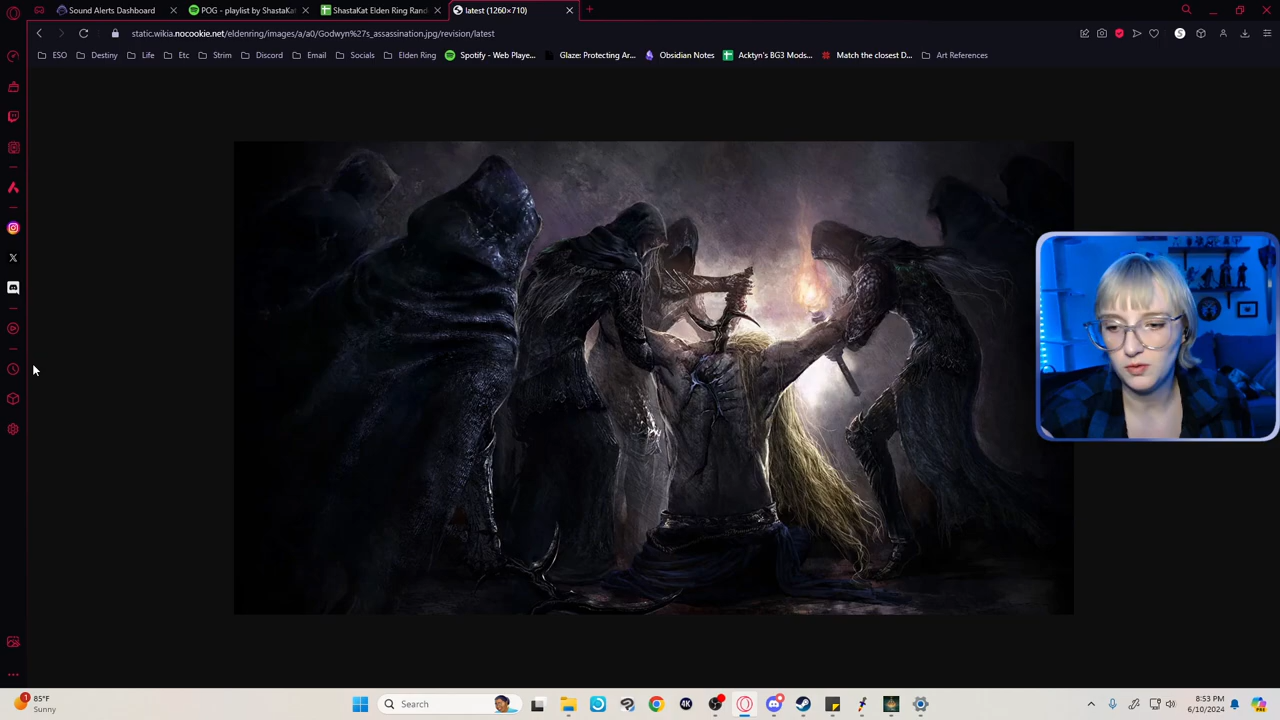 Sound Alerts Dashboard
POG - playlist by ShastaKat
ShastaKat Elden Ring Rand
latest (1260×710)
static.wikia.nocookie.net/eldenring/images/a/a0/Godwyn%27s_assassination.jpg/revision/latest
ESO Destiny Life Etc Strim Discord Email Socials Elden Ring Spotify - Web Playe... Glaze: Protecting Ar... Obsidian Notes Acktyn's BG3 Mods... Match the closest D... Art References
S
1
85°F
Sunny
Search
4K
8:53 PM
6/10/2024